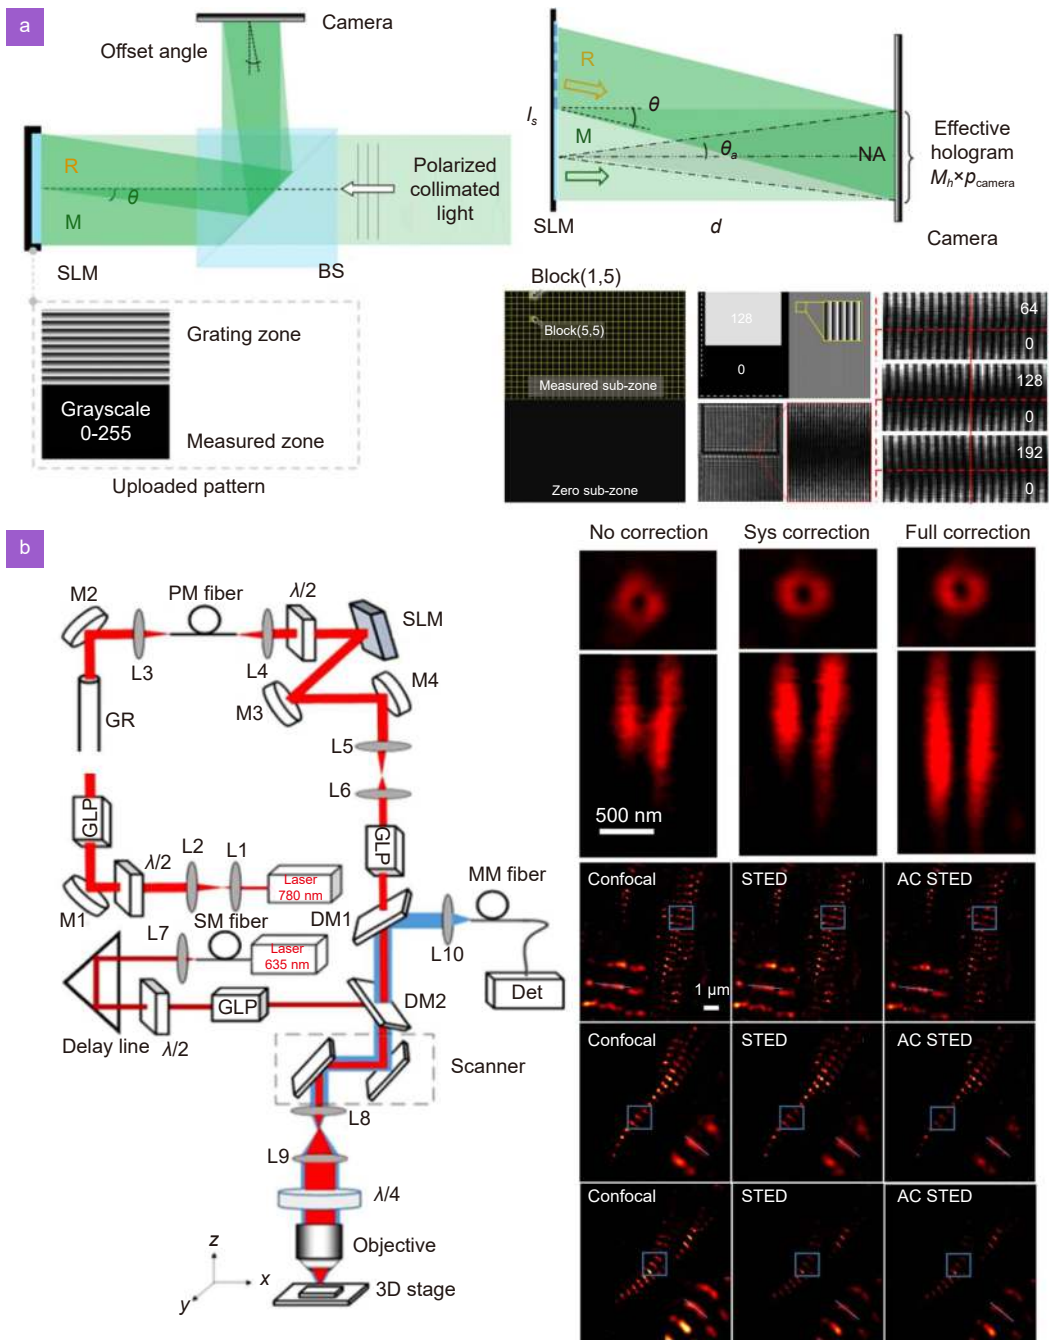 a
Camera
Offset angle
R
θ
M
Polarized
collimated
light
SLM
BS
Grating zone
Grayscale
0-255
Measured zone
Uploaded pattern
R
θ
l_s
M
θ_a
NA
Effective
hologram
M_h×p_camera
SLM
d
Camera
Block(1,5)
Block(5,5)
Measured sub-zone
Zero sub-zone
128
0
64
0
128
0
192
0
b
M2
PM fiber
λ/2
SLM
L3
L4
M3
M4
GR
L5
L6
GLP
GLP
λ/2
L2
L1
Laser
780 nm
M1
SM fiber
L7
Laser
635 nm
DM1
MM fiber
L10
Det
GLP
DM2
Delay line
λ/2
Scanner
L8
L9
λ/4
Objective
3D stage
z
x
y
No correction
Sys correction
Full correction
500 nm
Confocal
STED
AC STED
1 μm
Confocal
STED
AC STED
Confocal
STED
AC STED